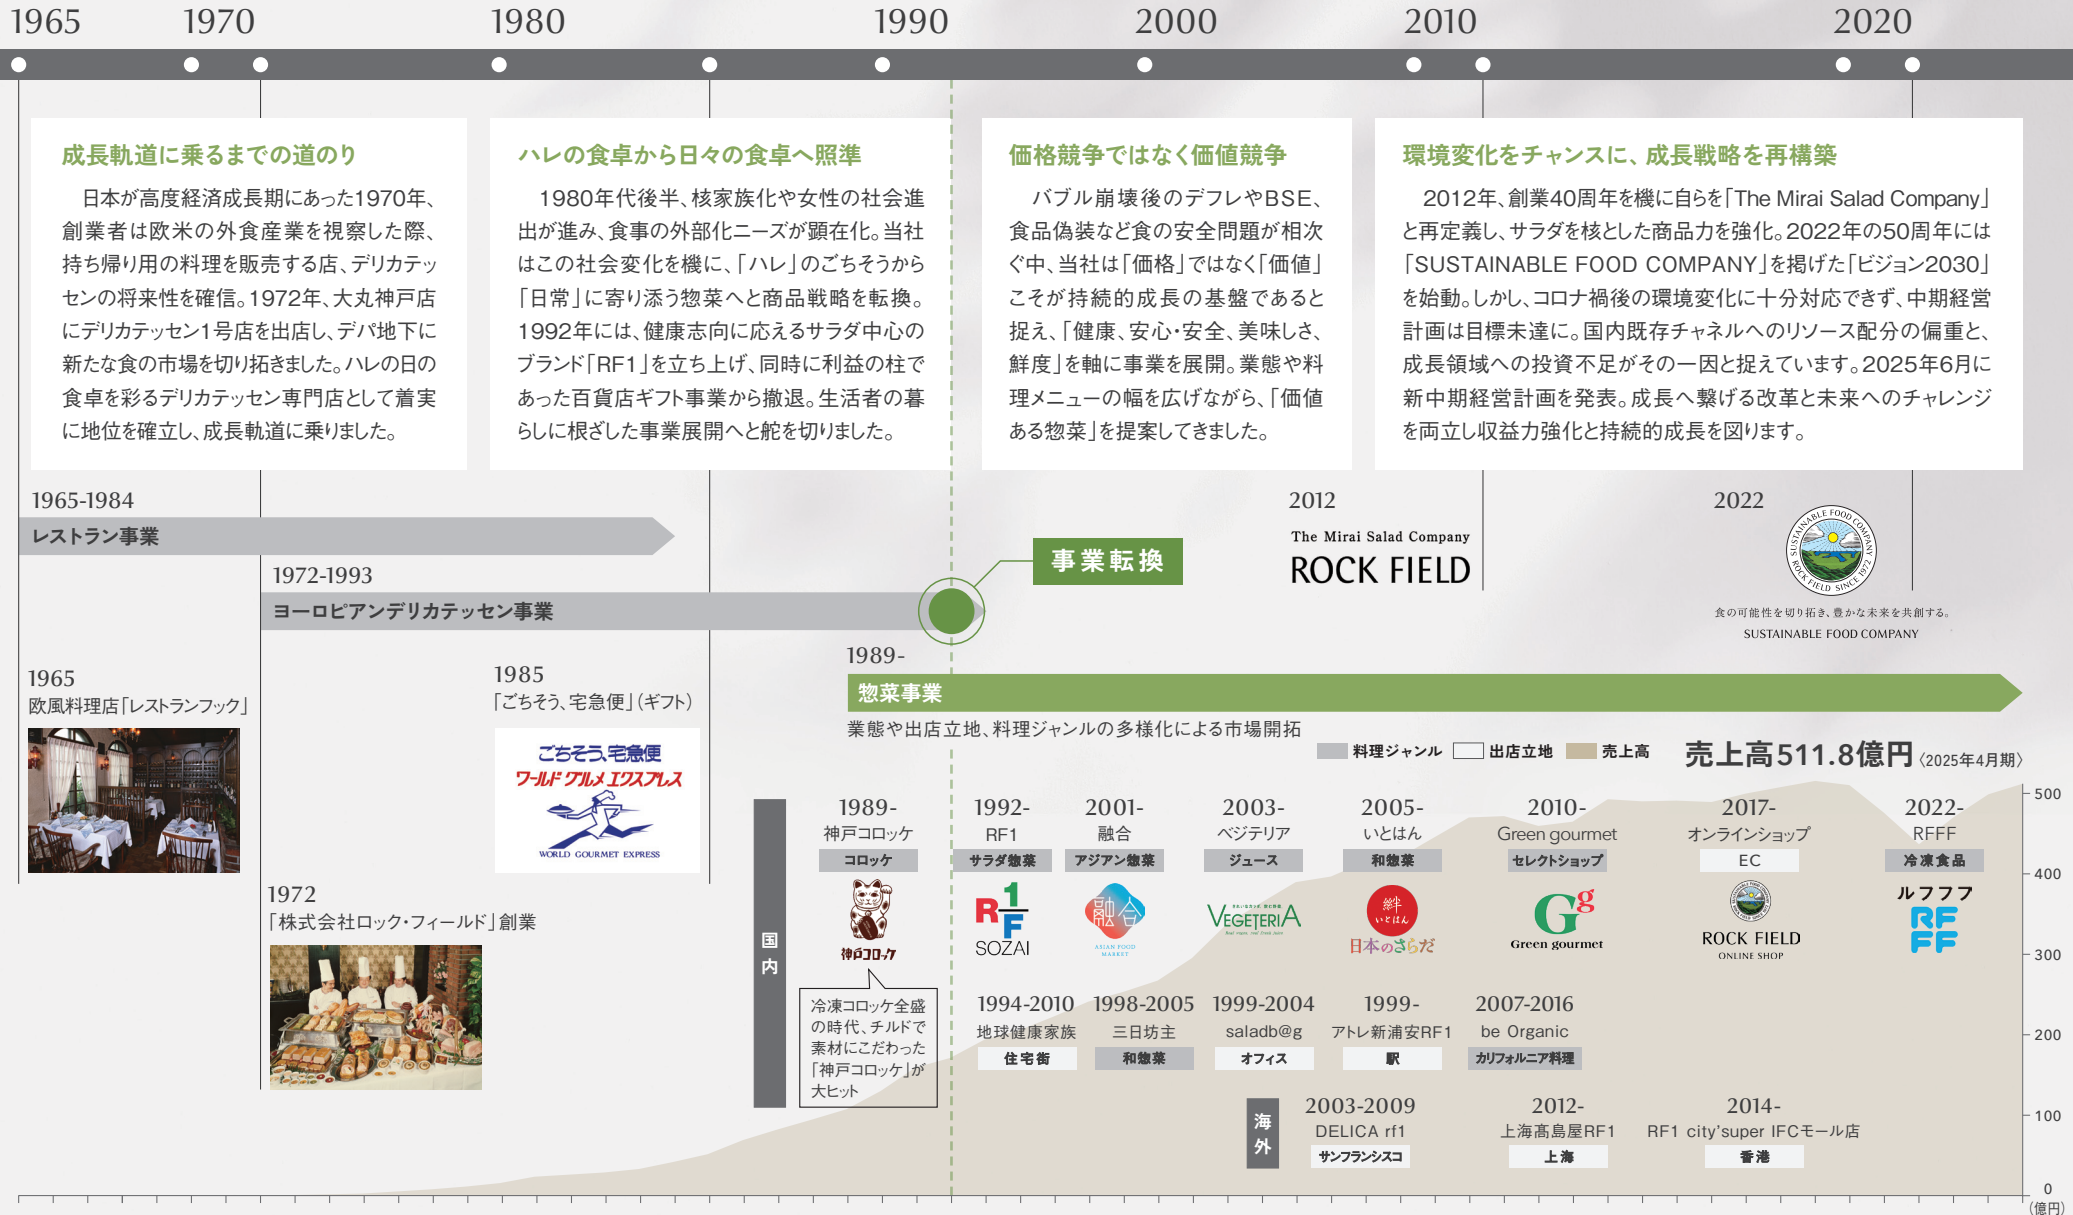 1965
1970
1980
1990
2000
2010
2020
成長軌道に乗るまでの道のり
日本が高度経済成長期にあった1970年、
創業者は欧米の外食産業を視察した際、
持ち帰り用の料理を販売する店、デリカテッ
センの将来性を確信。1972年、大丸神戸店
にデリカテッセン1号店を出店し、デパ地下に
新たな食の市場を切り拓きました。ハレの日の
食卓を彩るデリカテッセン専門店として着実
に地位を確立し、成長軌道に乗りました。
ハレの食卓から日々の食卓へ照準
1980年代後半、核家族化や女性の社会進
出が進み、食事の外部化ニーズが顕在化。当社
はこの社会変化を機に、「ハレ」のごちそうから
「日常」に寄り添う惣菜へと商品戦略を転換。
1992年には、健康志向に応えるサラダ中心の
ブランド「RF1」を立ち上げ、同時に利益の柱で
あった百貨店ギフト事業から撤退。生活者の暮
らしに根ざした事業展開へと舵を切りました。
価格競争ではなく価値競争
バブル崩壊後のデフレやBSE、
食品偽装など食の安全問題が相次
ぐ中、当社は「価格」ではなく「価値」
こそが持続的成長の基盤であると
捉え、「健康、安心・安全、美味しさ、
鮮度」を軸に事業を展開。業態や料
理メニューの幅を広げながら、「価値
ある惣菜」を提案してきました。
環境変化をチャンスに、成長戦略を再構築
2012年、創業40周年を機に自らを「The Mirai Salad Company」
と再定義し、サラダを核とした商品力を強化。2022年の50周年には
「SUSTAINABLE FOOD COMPANY」を掲げた「ビジョン2030」
を始動。しかし、コロナ禍後の環境変化に十分対応できず、中期経営
計画は目標未達に。国内既存チャネルへのリソース配分の偏重と、
成長領域への投資不足がその一因と捉えています。2025年6月に
新中期経営計画を発表。成長へ繋げる改革と未来へのチャレンジ
を両立し収益力強化と持続的成長を図ります。
1965-1984
レストラン事業
1972-1993
ヨーロピアンデリカテッセン事業
事業転換
2012
The Mirai Salad Company
ROCK FIELD
2022
SUSTAINABLE FOOD COMPANY
ROCK FIELD SINCE 1972
食の可能性を切り拓き、豊かな未来を共創する。
SUSTAINABLE FOOD COMPANY
1965
欧風料理店「レストランフック」
1985
「ごちそう、宅急便」(ギフト)
ごちそう、宅急便
ワールド グルメ エクスプレス
WORLD GOURMET EXPRESS
1972
「株式会社ロック・フィールド」創業
1989-
惣菜事業
業態や出店立地、料理ジャンルの多様化による市場開拓
料理ジャンル
出店立地
売上高
売上高511.8億円〈2025年4月期〉
国内
1989-
神戸コロッケ
コロッケ
神戸コロッケ
冷凍コロッケ全盛
の時代、チルドで
素材にこだわった
「神戸コロッケ」が
大ヒット
1992-
RF1
サラダ惣菜
R1F
SOZAI
2001-
融合
アジアン惣菜
融合
ASIAN FOOD
MARKET
2003-
ベジテリア
ジュース
VEGETERIA
2005-
いとはん
和惣菜
絆
いとはん
日本のさらだ
2010-
Green gourmet
セレクトショップ
Gg
Green gourmet
2017-
オンラインショップ
EC
ROCK FIELD
ONLINE SHOP
2022-
RFFF
冷凍食品
ルフフフ
RF
FF
1994-2010
地球健康家族
住宅街
1998-2005
三日坊主
和惣菜
1999-2004
saladb@g
オフィス
1999-
アトレ新浦安RF1
駅
2007-2016
be Organic
カリフォルニア料理
海外
2003-2009
DELICA rf1
サンフランシスコ
2012-
上海髙島屋RF1
上海
2014-
RF1 city'super IFCモール店
香港
500
400
300
200
100
0
(億円)